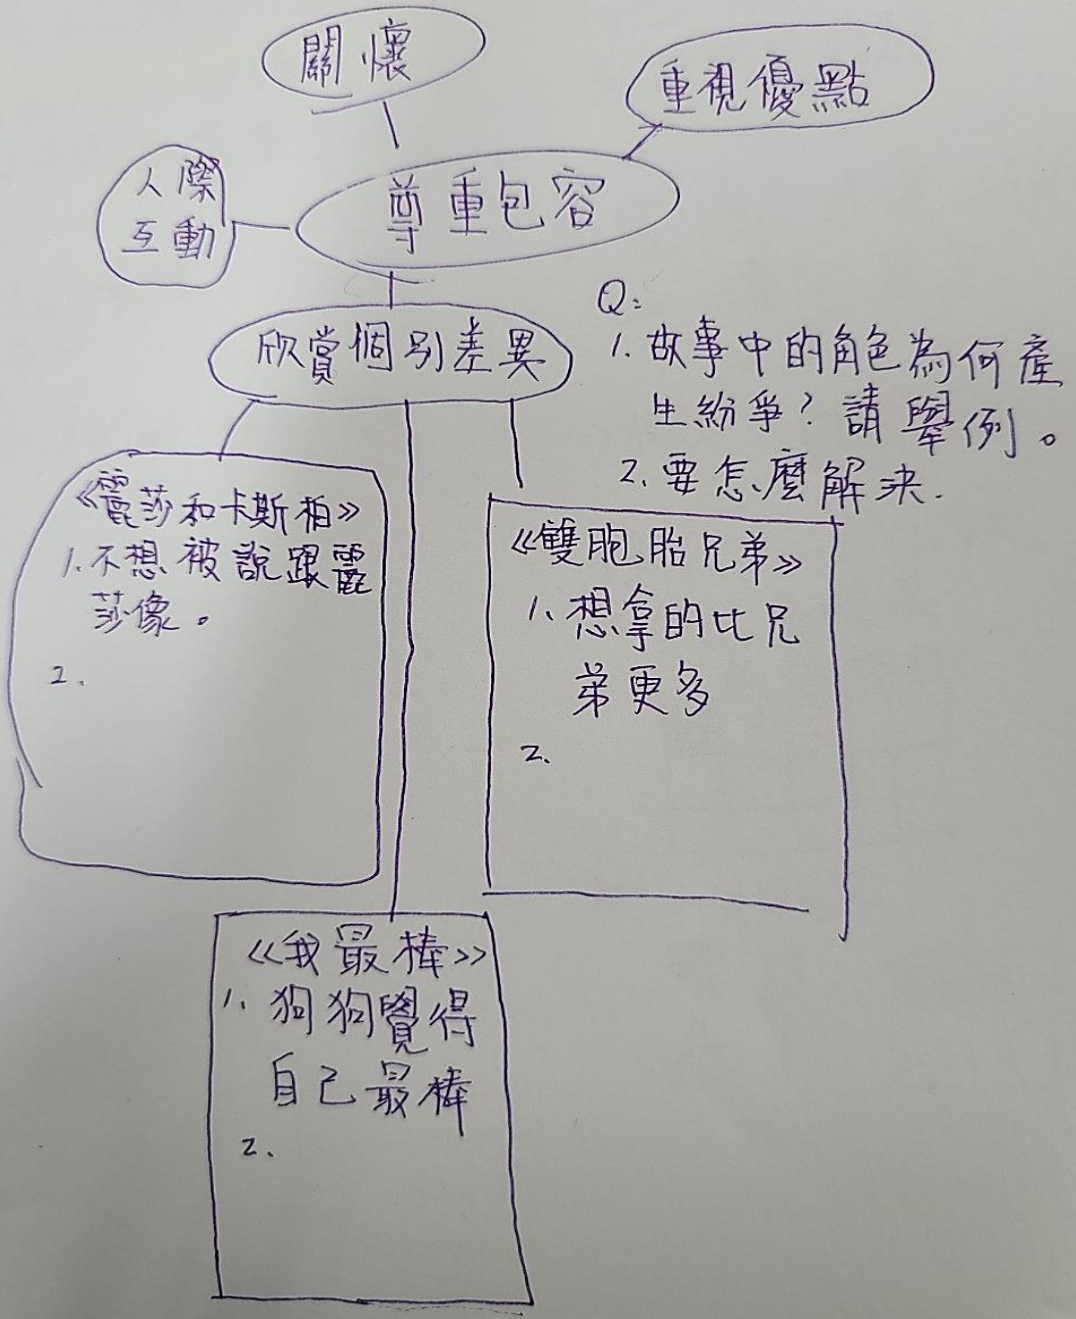 關懷
重視優點
人際
互動
尊重包容
欣賞個別差異
Q:
1. 故事中的角色為何產
生紛爭?請舉例。
2. 要怎麼解決.
《麗莎和卡斯柏》
1. 不想被說跟麗
莎像。
2.
《雙胞胎兄弟》
1. 想拿的比兄
弟更多
2.
《我最棒》
1. 狗狗覺得
自己最棒
2.